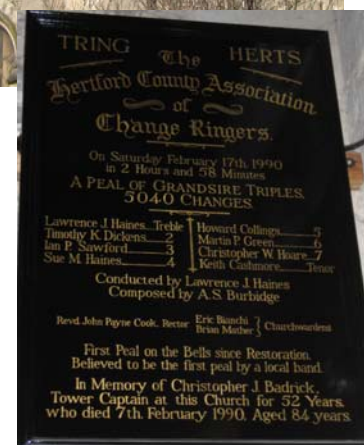 TRING The HERTS
Hertford County Association
of
Change Ringers.
On Saturday February 17th. 1990
in 2 Hours and 58 Minutes
A PEAL OF GRANDSIRE TRIPLES,
5040 CHANGES
Lawrence J. Haines Treble
Timothy K. Dickens 2
Ian P. Sawford 3
Sue M. Haines 4
Howard Collings 5
Martin P. Green 6
Christopher W. Hoare 7
Keith Cashmore Tenor
Conducted by Lawrence J. Haines
Composed by A.S. Burbidge
Revd. John Payne Cook, Rector Eric Bianchi
Brian Mather } Churchwardens
First Peal on the Bells since Restoration.
Believed to be the first peal by a local band.
In Memory of Christopher J. Badrick,
Tower Captain at this Church for 52 Years.
who died 7th. February 1990. Aged 84 years.